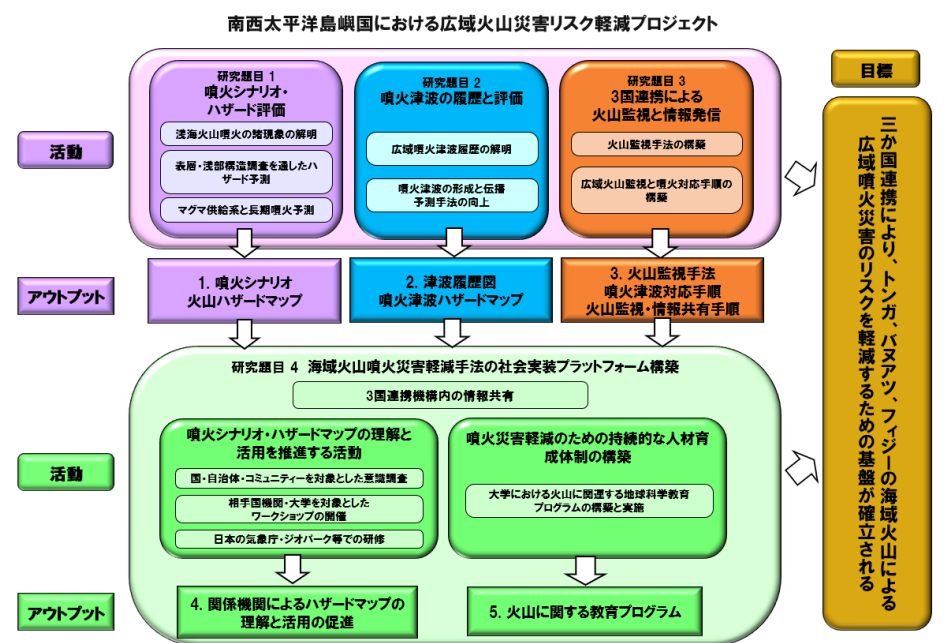 南西太平洋島嶼国における広域火山災害リスク軽減プロジェクト
活動
研究題目 1
噴火シナリオ・
ハザード評価
浅海火山噴火の諸現象の解明
表層・浅部構造調査を通したハ
ザード予測
マグマ供給系と長期噴火予測
研究題目 2
噴火津波の履歴と評価
広域噴火津波履歴の解明
噴火津波の形成と伝播
予測手法の向上
研究題目 3
3国連携による
火山監視と情報発信
火山監視手法の構築
広域火山監視と噴火対応手順の
構築
アウトプット
1. 噴火シナリオ
火山ハザードマップ
2. 津波履歴図
噴火津波ハザードマップ
3. 火山監視手法
噴火津波対応手順
火山監視・情報共有手順
研究題目 4 海域火山噴火災害軽減手法の社会実装プラットフォーム構築
3国連携機構内の情報共有
活動
噴火シナリオ・ハザードマップの理解と
活用を推進する活動
国・自治体・コミュニティーを対象とした意識調査
相手国機関・大学を対象とした
ワークショップの開催
日本の気象庁・ジオパーク等での研修
噴火災害軽減のための持続的な人材育
成体制の構築
大学における火山に関連する地球科学教育
プログラムの構築と実施
アウトプット
4. 関係機関によるハザードマップの
理解と活用の促進
5. 火山に関する教育プログラム
目標
三か国連携により、トンガ、バヌアツ、フィジーの海域火山による
広域噴火災害のリスクを軽減するための基盤が確立される